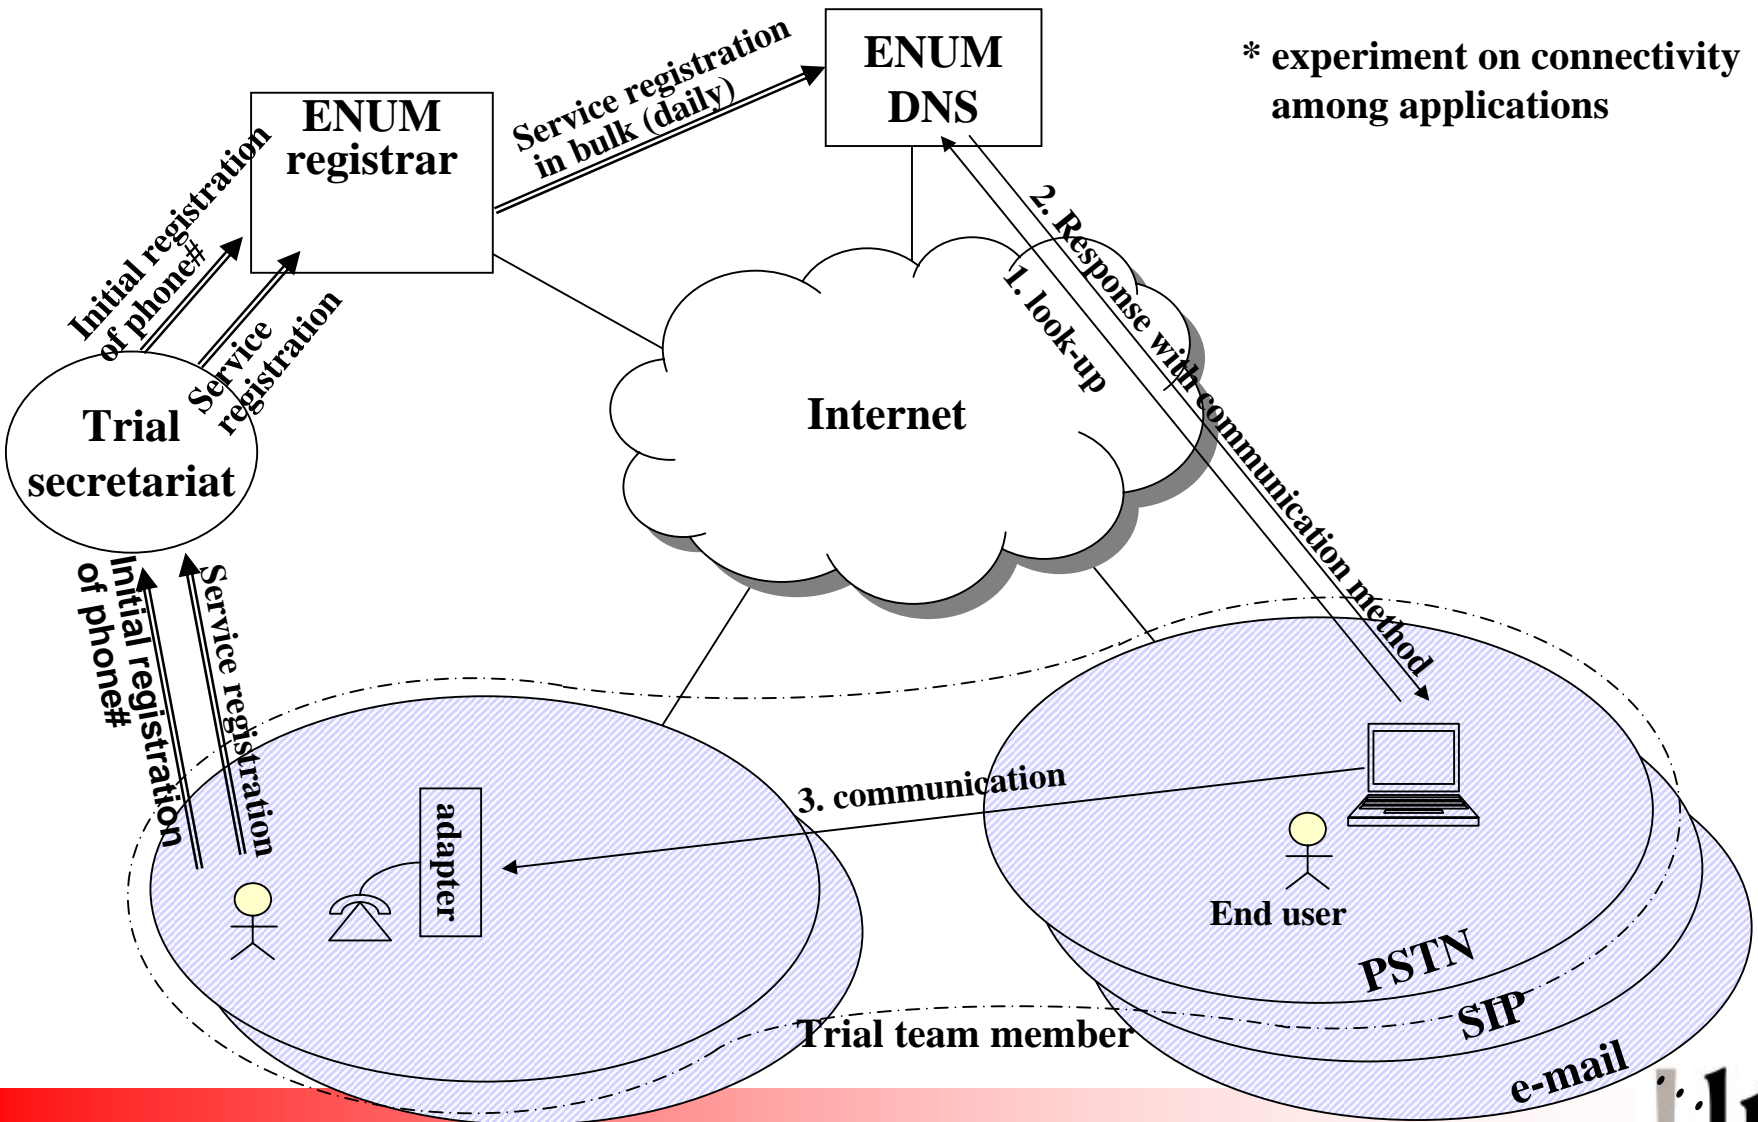 ENUM
DNS
* experiment on connectivity
among applications
ENUM
registrar
Service registration
in bulk (daily)
Initial registration
of phone#
Service
registration
2. Response with communication method
1. look-up
Internet
Trial
secretariat
Initial registration
of phone#
Service registration
3. communication
adapter
End user
PSTN
SIP
e-mail
Trial team member